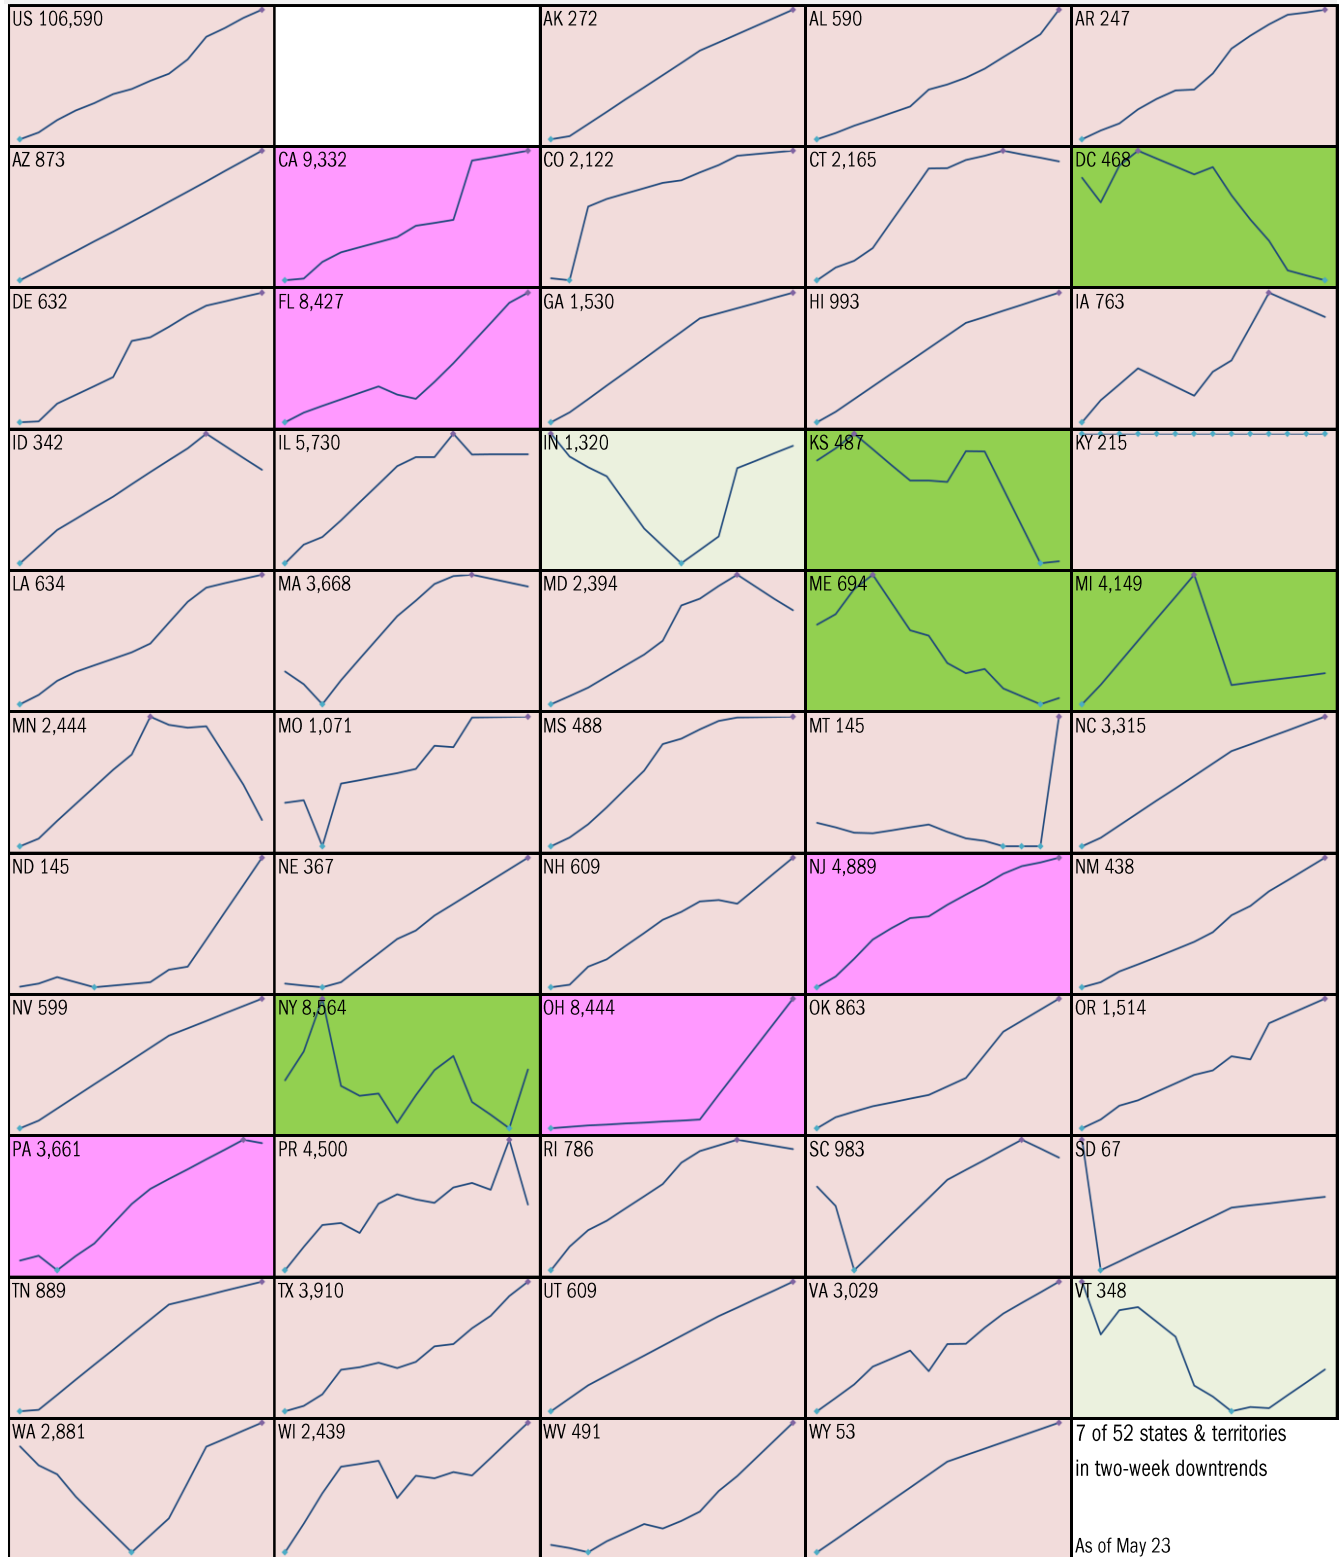 US 106,590
AK 272
AL 590
AR 247
AZ 873
CA 9,332
CO 2,122
CT 2,165
DC 468
DE 632
FL 8,427
GA 1,530
HI 993
IA 763
ID 342
IL 5,730
IN 1,320
KS 487
KY 215
LA 634
MA 3,668
MD 2,394
ME 694
MI 4,149
MN 2,444
MO 1,071
MS 488
MT 145
NC 3,315
ND 145
NE 367
NH 609
NJ 4,889
NM 438
NV 599
NY 8,564
OH 8,444
OK 863
OR 1,514
PA 3,661
PR 4,500
RI 786
SC 983
SD 67
TN 889
TX 3,910
UT 609
VA 3,029
VT 348
WA 2,881
WI 2,439
WV 491
WY 53
7 of 52 states & territories
in two-week downtrends
As of May 23